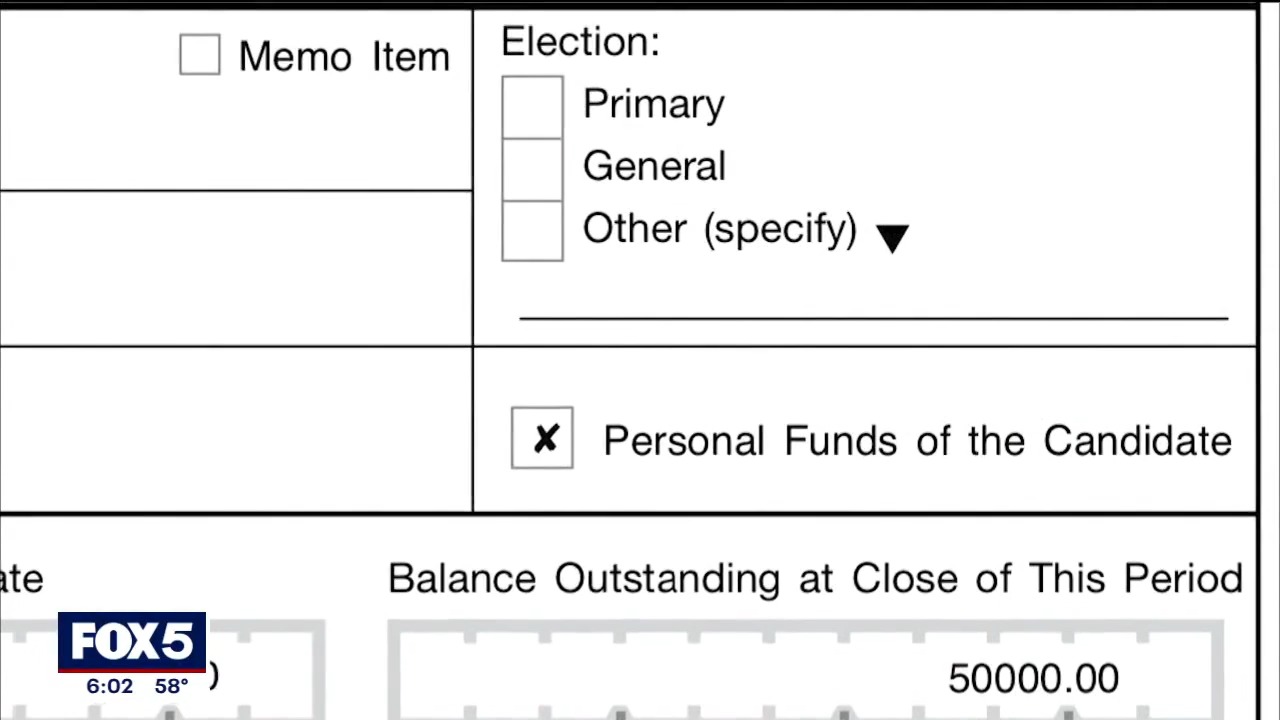 Memo Item
Election:
Primary
General
Other (specify)
Personal Funds of the Candidate
Balance Outstanding at Close of This Period
50000.00
FOX5
6:02 58°